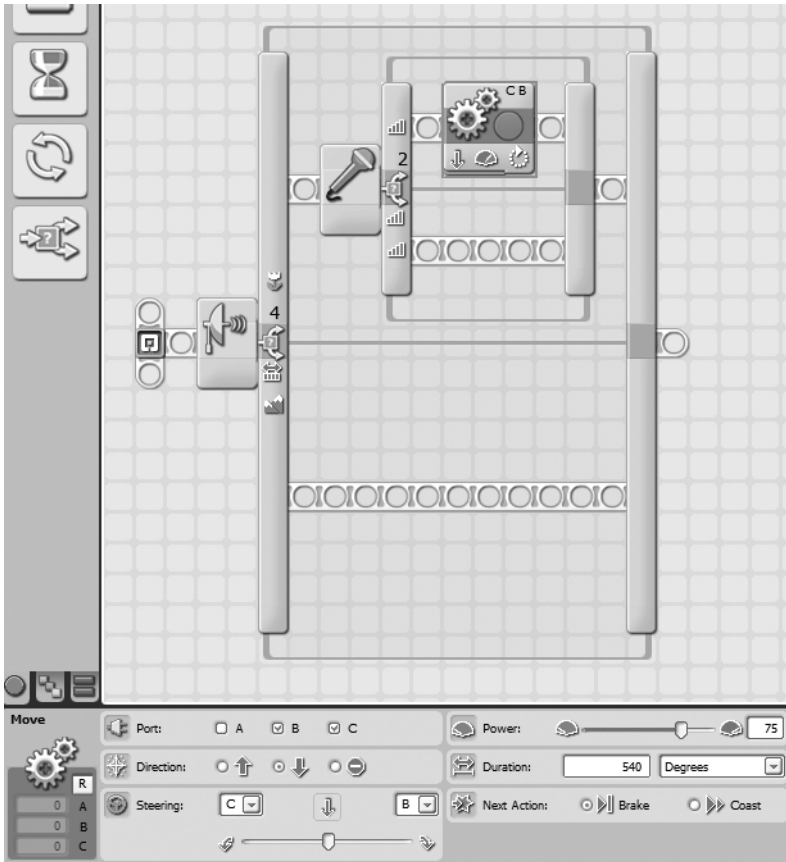 C B
2
4
Move
Port: A B C
Power: 75
Direction:
Duration: 540 Degrees
R
Steering: C B
Next Action: Brake Coast
0 A
0 B
0 C